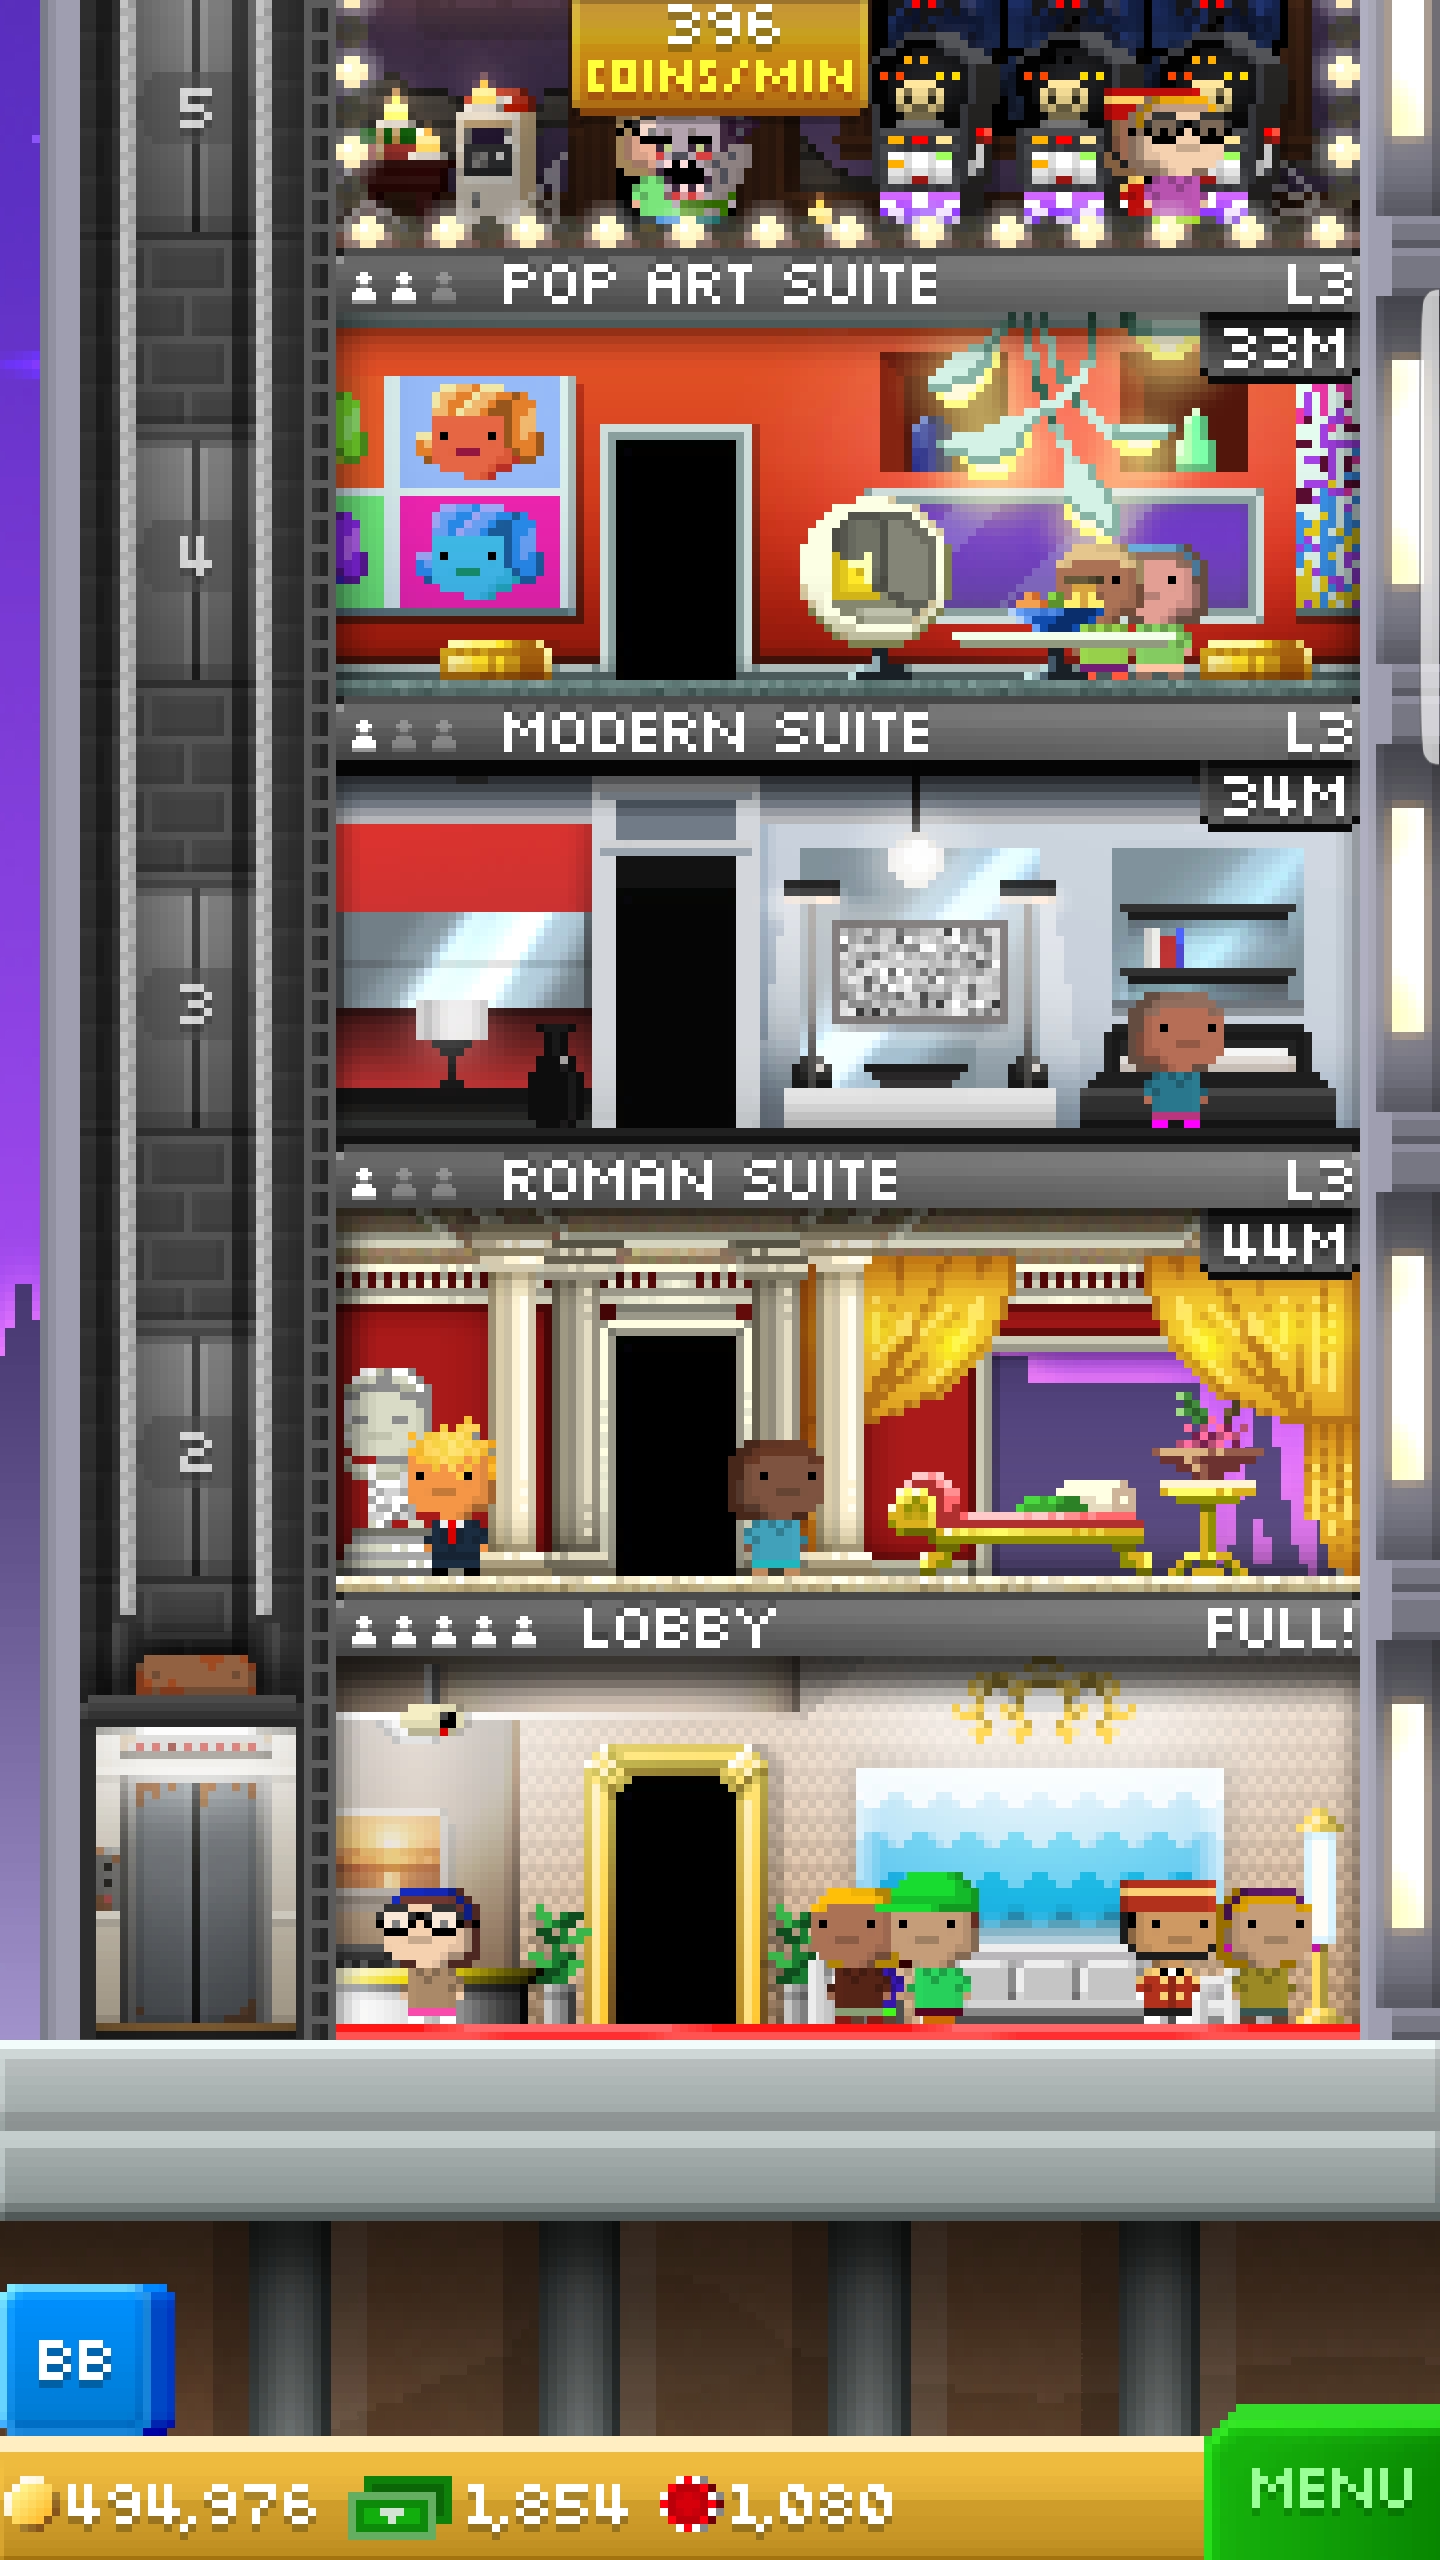 396
COINS/MIN
5
POP ART SUITE L3
33M
4
MODERN SUITE L3
34M
3
ROMAN SUITE L3
44M
2
LOBBY FULL!
BB
494,976 1,854 1,080
MENU